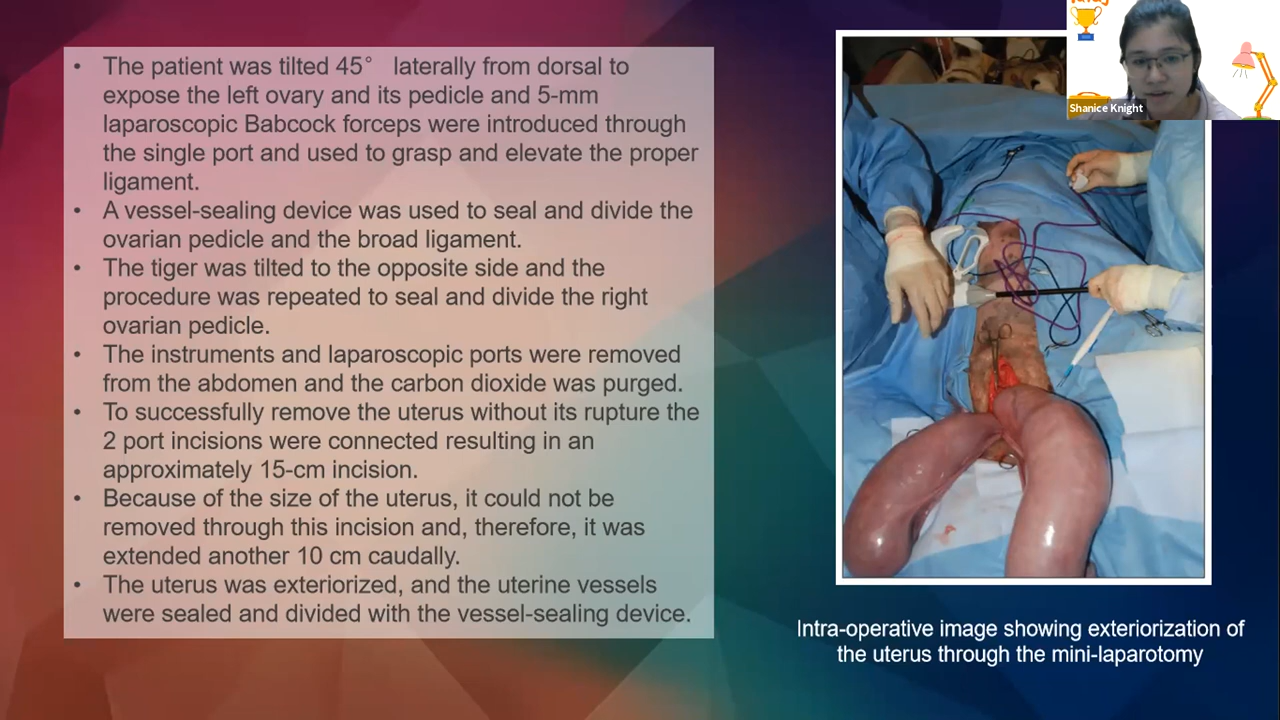 • The patient was tilted 45° laterally from dorsal to
expose the left ovary and its pedicle and 5-mm
laparoscopic Babcock forceps were introduced through
the single port and used to grasp and elevate the proper
ligament.
• A vessel-sealing device was used to seal and divide the
ovarian pedicle and the broad ligament.
• The tiger was tilted to the opposite side and the
procedure was repeated to seal and divide the right
ovarian pedicle.
• The instruments and laparoscopic ports were removed
from the abdomen and the carbon dioxide was purged.
• To successfully remove the uterus without its rupture the
2 port incisions were connected resulting in an
approximately 15-cm incision.
• Because of the size of the uterus, it could not be
removed through this incision and, therefore, it was
extended another 10 cm caudally.
• The uterus was exteriorized, and the uterine vessels
were sealed and divided with the vessel-sealing device.
Shanice Knight
Intra-operative image showing exteriorization of
the uterus through the mini-laparotomy